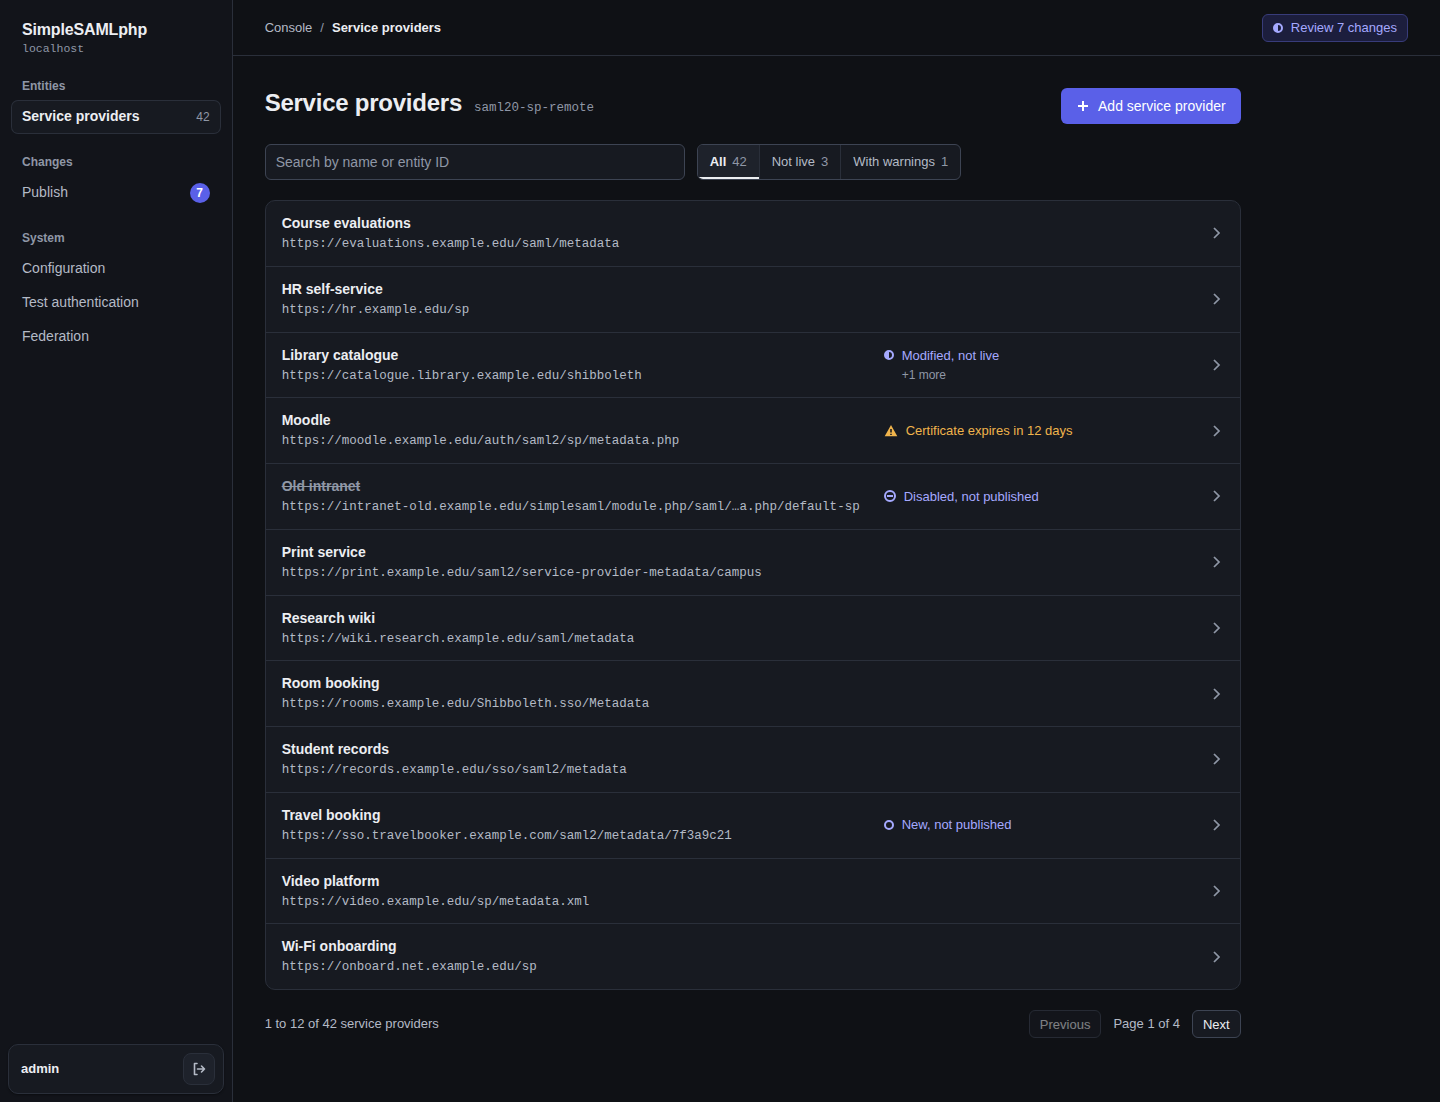 SimpleSAMLphp
localhost
Entities
Service providers 42
Changes
Publish 7
System
Configuration
Test authentication
Federation
admin
Console / Service providers
Review 7 changes
Service providers saml20-sp-remote
Add service provider
Search by name or entity ID
All 42 Not live 3 With warnings 1
Course evaluations
https://evaluations.example.edu/saml/metadata
HR self-service
https://hr.example.edu/sp
Library catalogue
https://catalogue.library.example.edu/shibboleth
Modified, not live
+1 more
Moodle
https://moodle.example.edu/auth/saml2/sp/metadata.php
Certificate expires in 12 days
Old intranet
https://intranet-old.example.edu/simplesaml/module.php/saml/…a.php/default-sp
Disabled, not published
Print service
https://print.example.edu/saml2/service-provider-metadata/campus
Research wiki
https://wiki.research.example.edu/saml/metadata
Room booking
https://rooms.example.edu/Shibboleth.sso/Metadata
Student records
https://records.example.edu/sso/saml2/metadata
Travel booking
https://sso.travelbooker.example.com/saml2/metadata/7f3a9c21
New, not published
Video platform
https://video.example.edu/sp/metadata.xml
Wi-Fi onboarding
https://onboard.net.example.edu/sp
1 to 12 of 42 service providers
Previous Page 1 of 4 Next